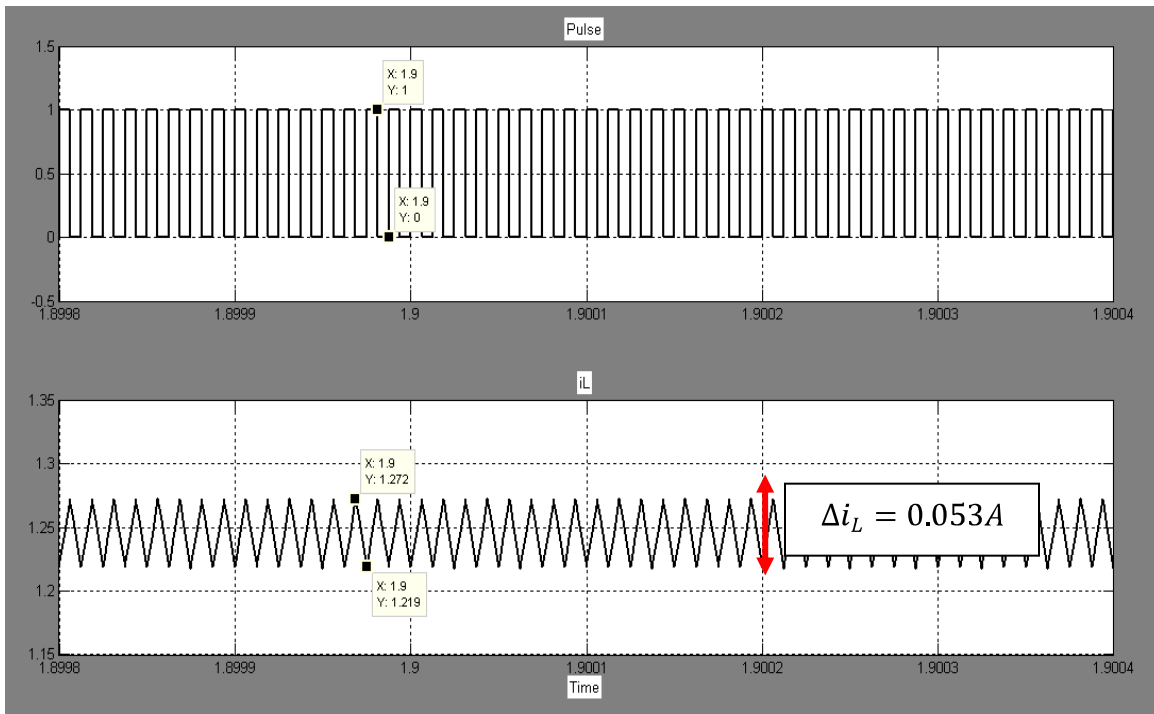 Pulse
1.5
X: 1.9
Y: 1
1
0.5
X: 1.9
Y: 0
0
-0.5
1.8998 1.8999 1.9 1.9001 1.9002 1.9003 1.9004
iL
1.35
X: 1.9
Y: 1.272
1.3
Δi_L = 0.053A
1.25
X: 1.9
Y: 1.219
1.2
1.15
1.8998 1.8999 1.9 1.9001 1.9002 1.9003 1.9004
Time